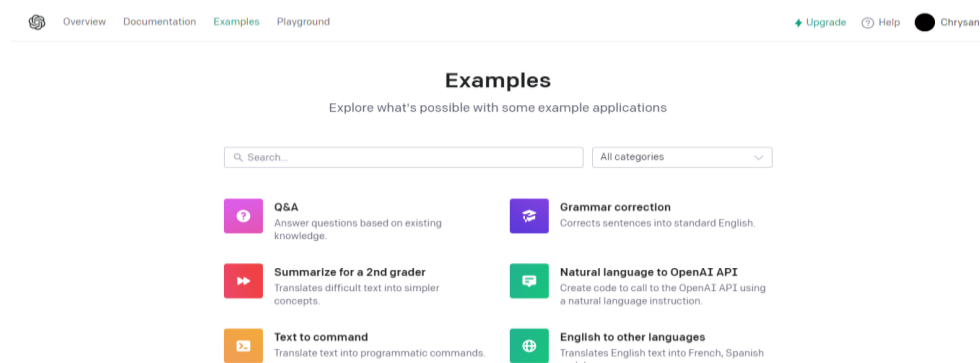 Overview Documentation Examples Playground Upgrade Help Chrysan
Examples
Explore what's possible with some example applications
Search... All categories
Q&A
Answer questions based on existing
knowledge.
Grammar correction
Corrects sentences into standard English.
Summarize for a 2nd grader
Translates difficult text into simpler
concepts.
Natural language to OpenAI API
Create code to call to the OpenAI API using
a natural language instruction.
Text to command
Translate text into programmatic commands.
English to other languages
Translates English text into French, Spanish